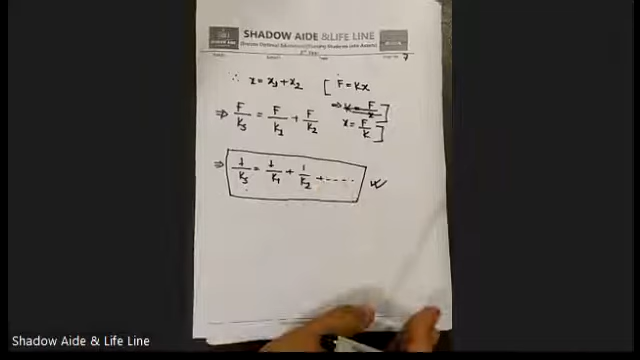 SHADOW AIDE & LIFE LINE
7
∴ x = x₁ + x₂ [ F = Kx
⇒ F/Kₛ = F/K₁ + F/K₂
x = F/K ]
⇒ 1/Kₛ = 1/K₁ + 1/K₂ + -----
Shadow Aide & Life Line